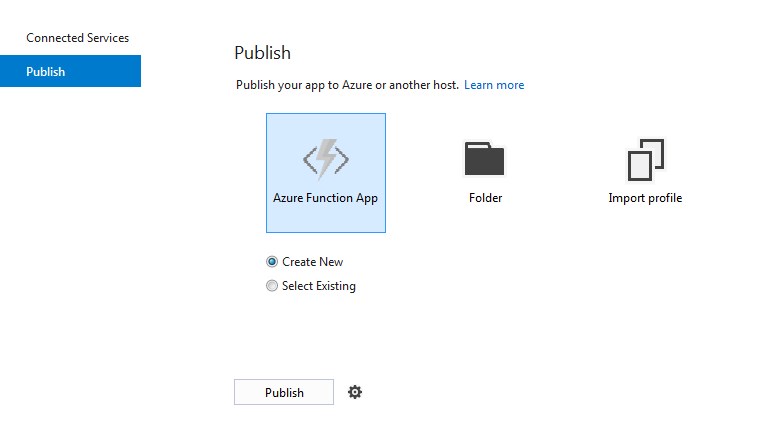 Connected Services
Publish
Publish
Publish your app to Azure or another host. Learn more
Azure Function App
Folder
Import profile
Create New
Select Existing
Publish